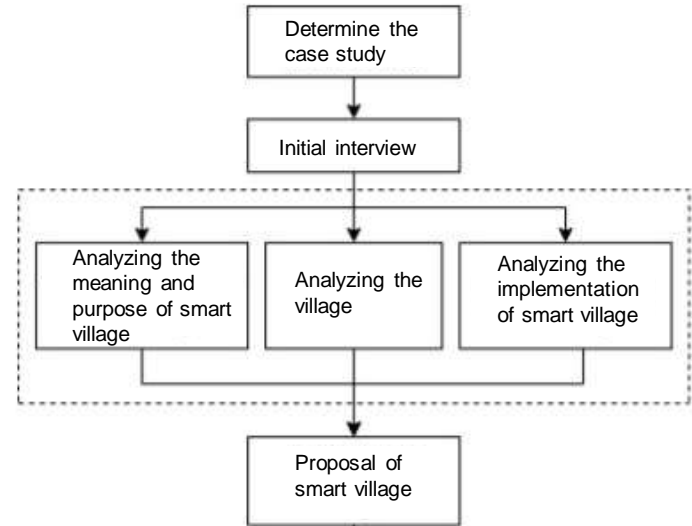 Determine the
case study
Initial interview
Analyzing the
meaning and
purpose of smart
village
Analyzing the
village
Analyzing the
implementation
of smart village
Proposal of
smart village